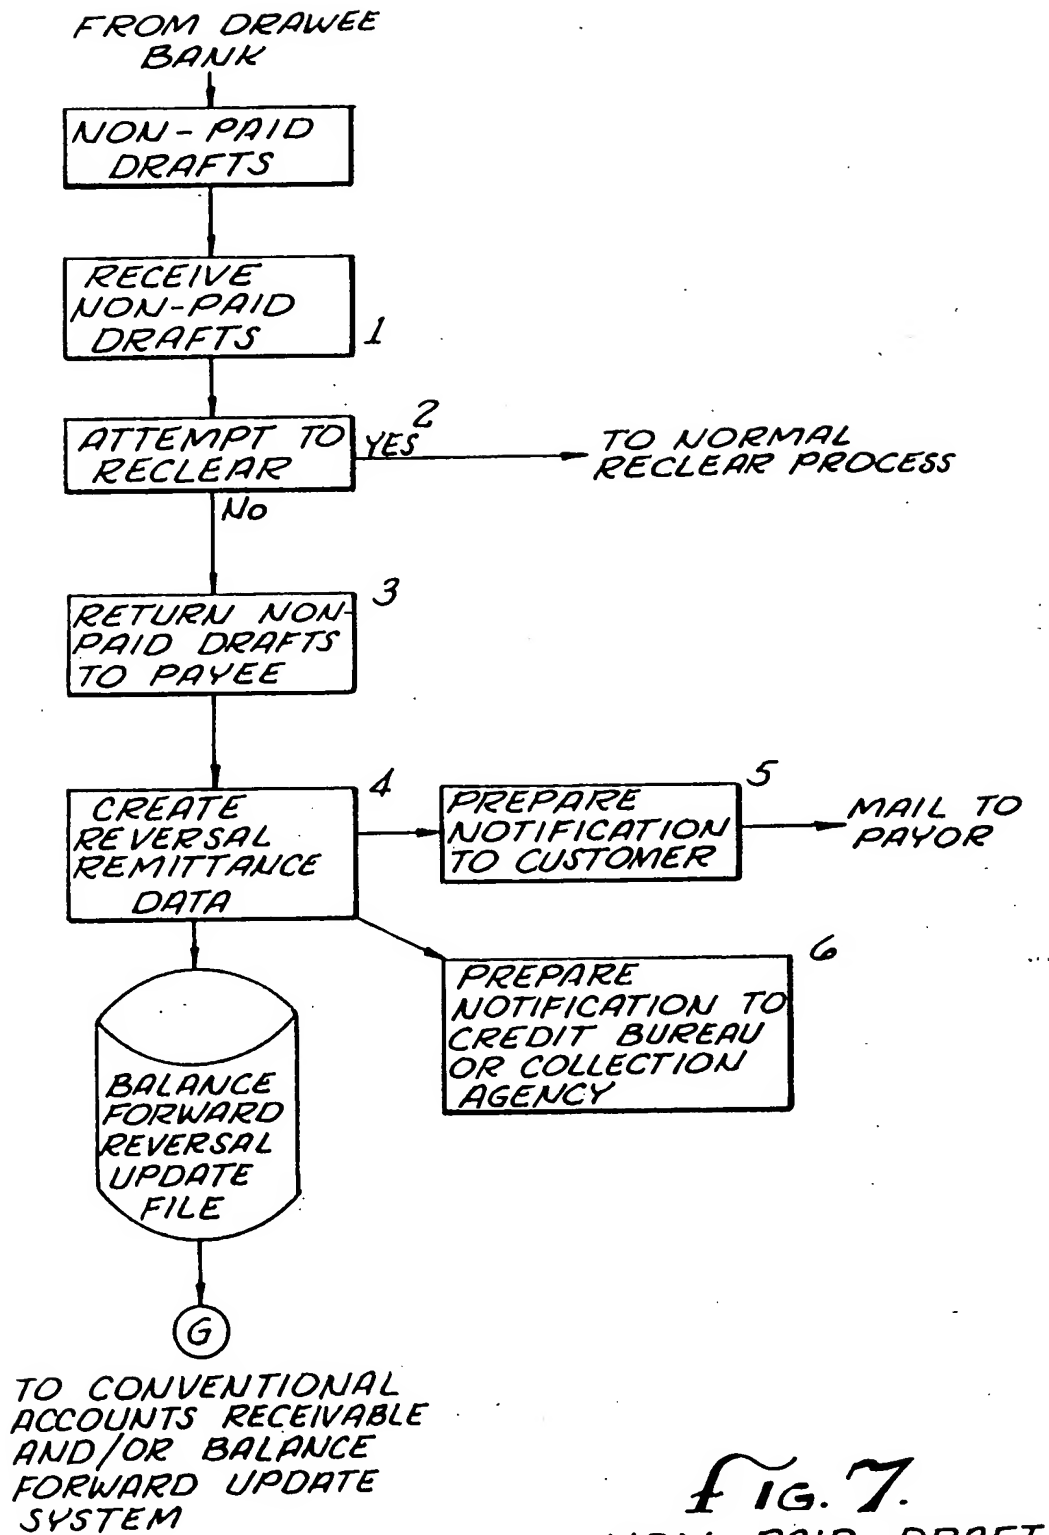 FROM DRAWEE
BANK
NON-PAID
DRAFTS
RECEIVE
NON-PAID
DRAFTS
1
ATTEMPT TO
RECLEAR
2
YES
TO NORMAL
RECLEAR PROCESS
NO
3
RETURN NON-
PAID DRAFTS
TO PAYEE
4
CREATE
REVERSAL
REMITTANCE
DATA
5
PREPARE
NOTIFICATION
TO CUSTOMER
MAIL TO
PAYOR
6
PREPARE
NOTIFICATION TO
CREDIT BUREAU
OR COLLECTION
AGENCY
BALANCE
FORWARD
REVERSAL
UPDATE
FILE
G
TO CONVENTIONAL
ACCOUNTS RECEIVABLE
AND/OR BALANCE
FORWARD UPDATE
SYSTEM
FIG. 7.
NON-PAID DRAFT